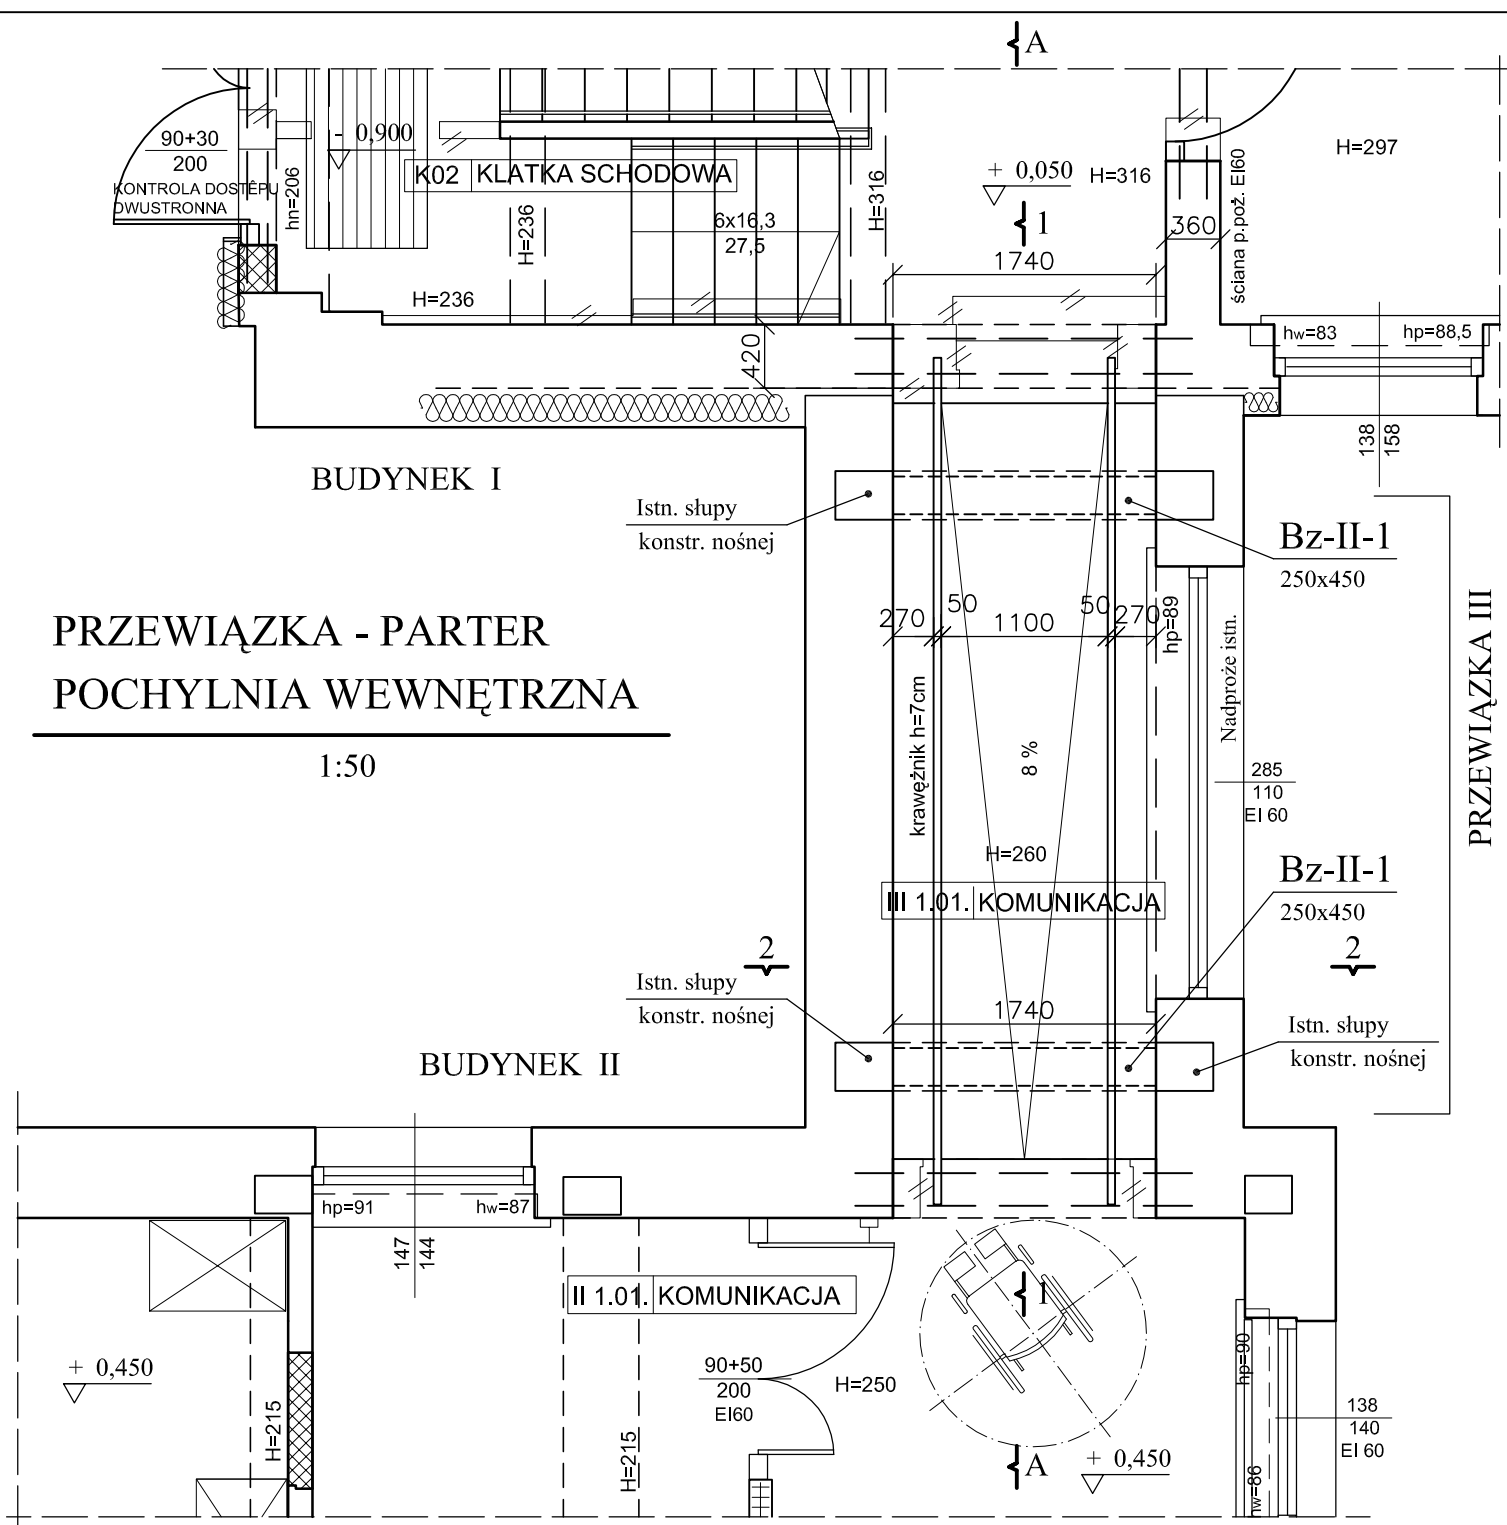 A
90+30
200
KONTROLA DOSTĘPU
DWUSTRONNA
- 0,900
K02 KLATKA SCHODOWA
hn=206
H=236
H=236
6x16,3
27,5
H=316
+ 0,050
H=316
1
1740
360
ściana p.poż. EI60
H=297
hw=83
hp=88,5
420
138
158
BUDYNEK I
Istn. słupy
konstr. nośnej
Bz-II-1
250x450
PRZEWIĄZKA - PARTER
POCHYLNIA WEWNĘTRZNA
1:50
270
50
1100
50
270
hp=89
Nadproże istn.
krawężnik h=7cm
8 %
285
110
EI 60
PRZEWIĄZKA III
H=260
III 1.01. KOMUNIKACJA
Bz-II-1
250x450
2
2
Istn. słupy
konstr. nośnej
1740
Istn. słupy
konstr. nośnej
BUDYNEK II
hp=91
hw=87
147
144
II 1.01. KOMUNIKACJA
1
+ 0,450
H=215
H=215
90+50
200
EI60
H=250
hp=90
138
140
EI 60
A
+ 0,450
hw=86